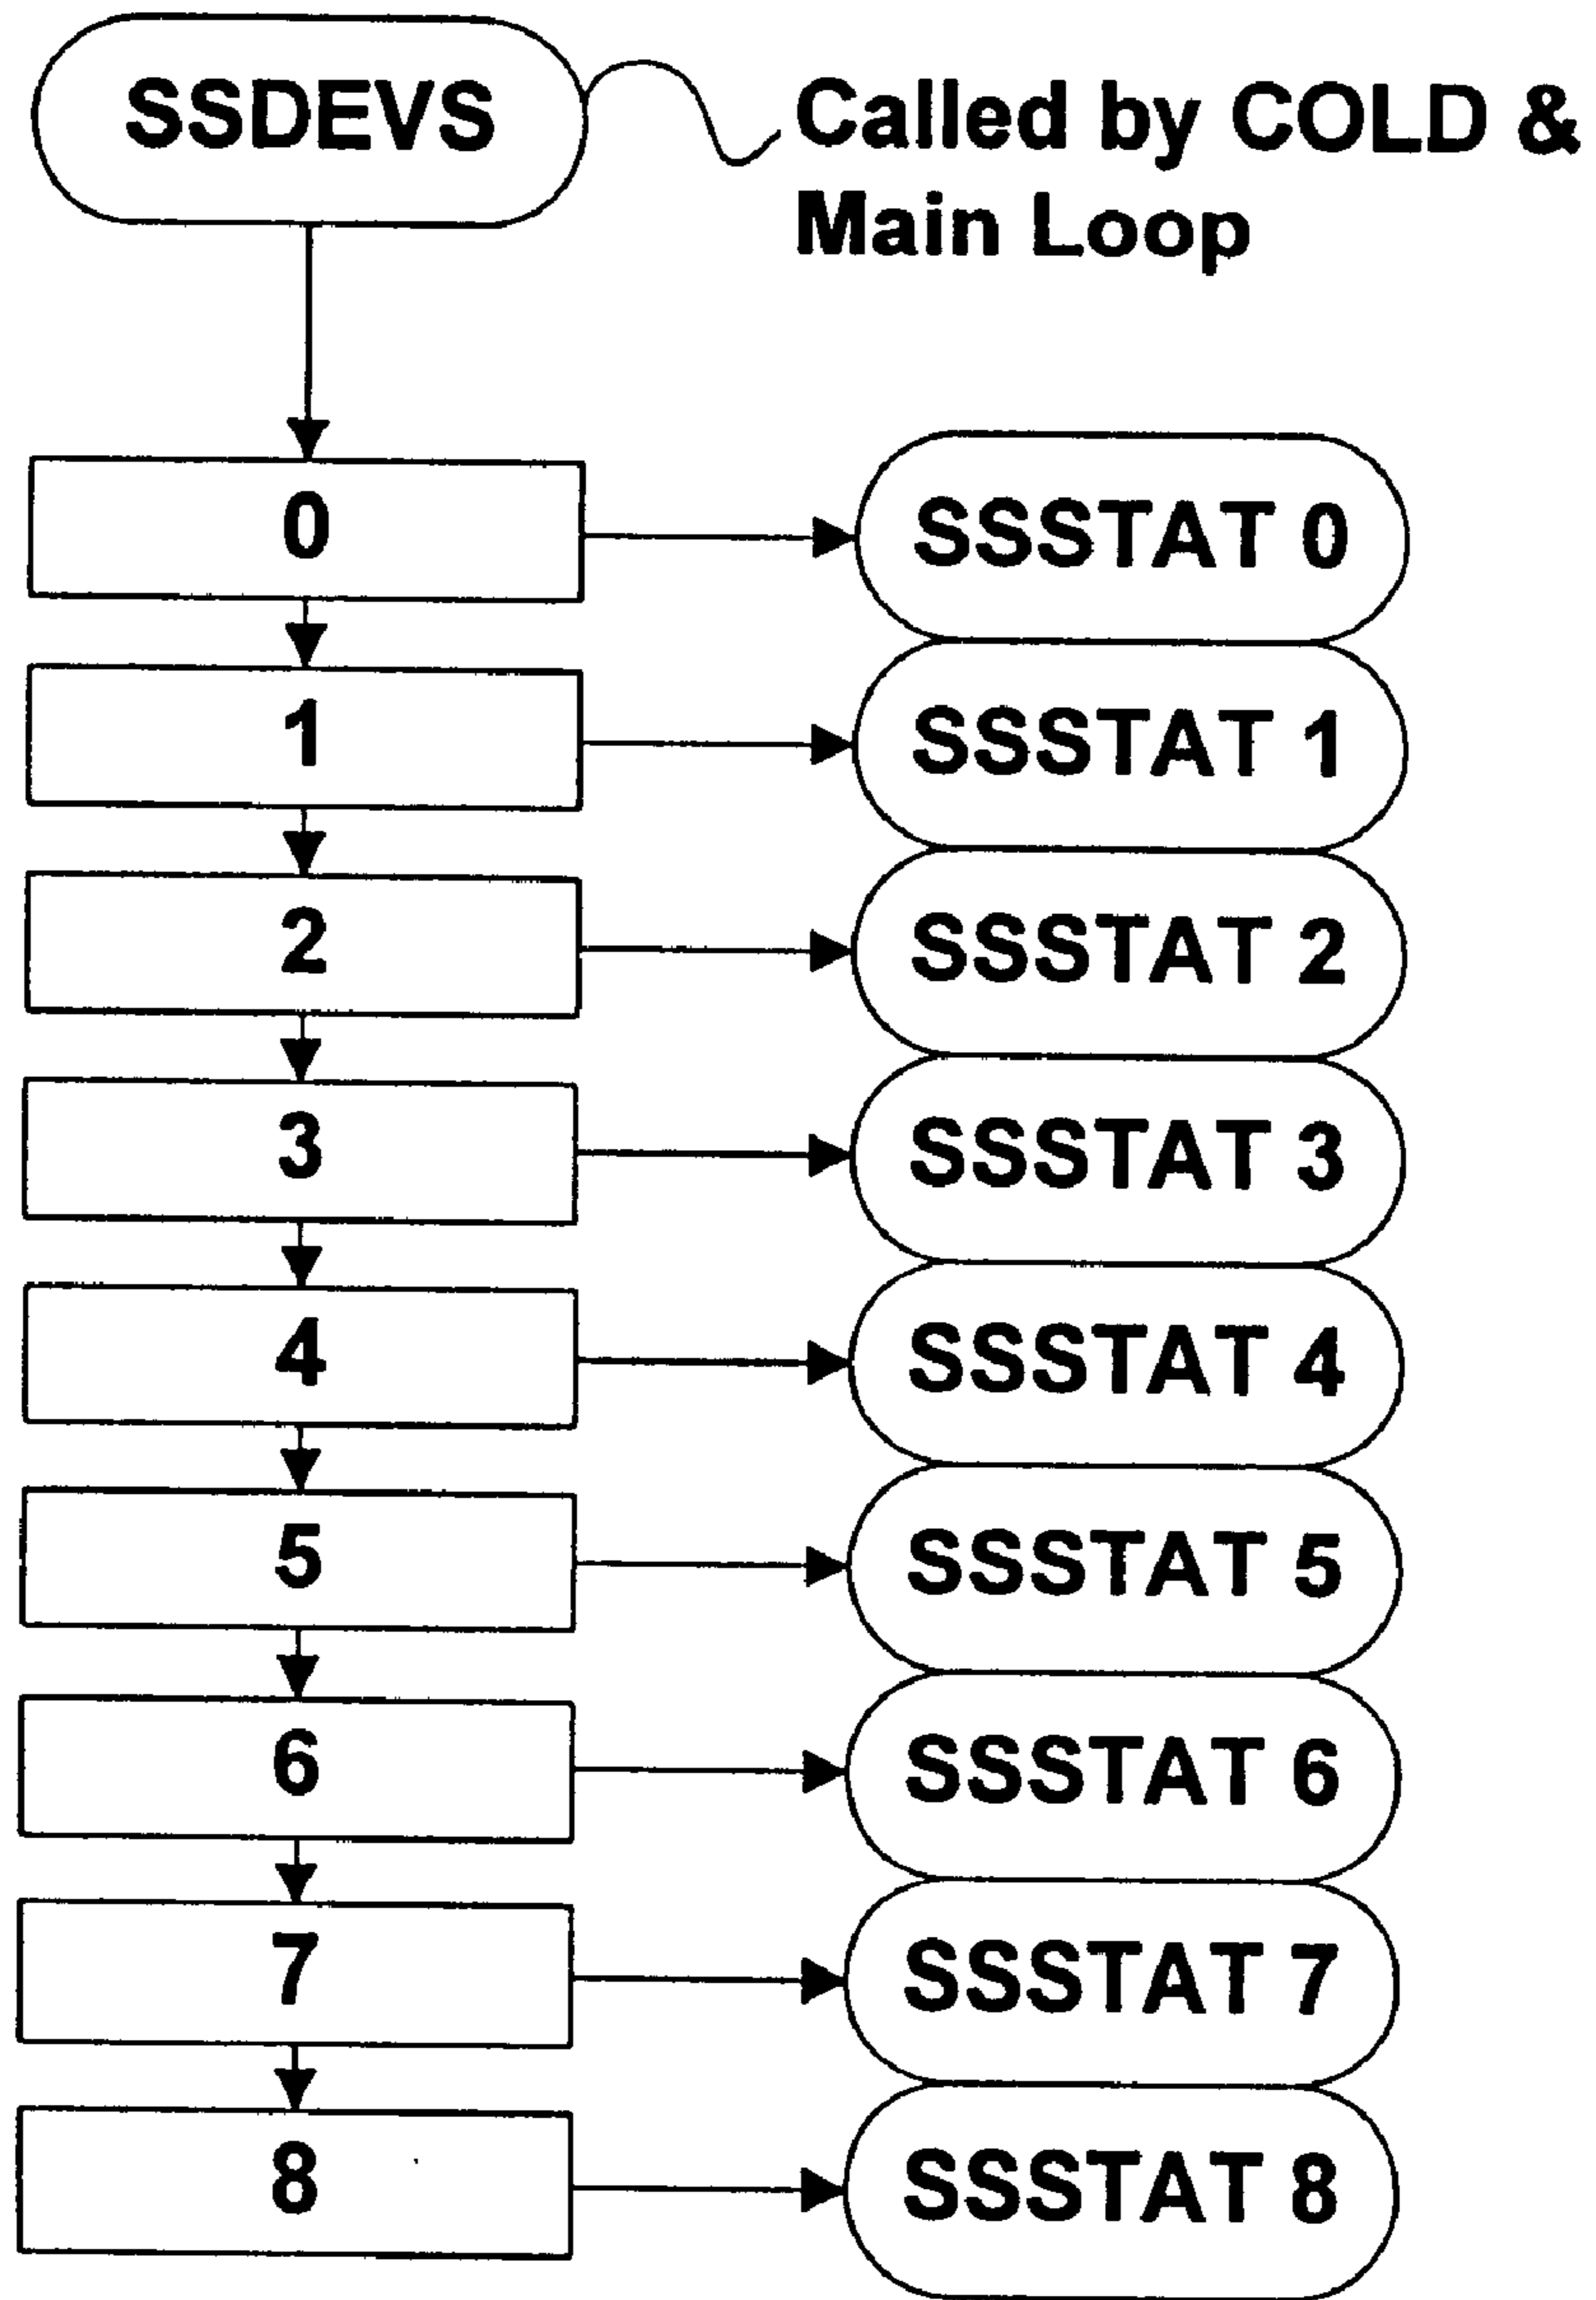 SSDEVS
Called by COLD &
Main Loop
0
SSSTAT 0
1
SSSTAT 1
2
SSSTAT 2
3
SSSTAT 3
4
SSSTAT 4
5
SSSTAT 5
6
SSSTAT 6
7
SSSTAT 7
8
SSSTAT 8